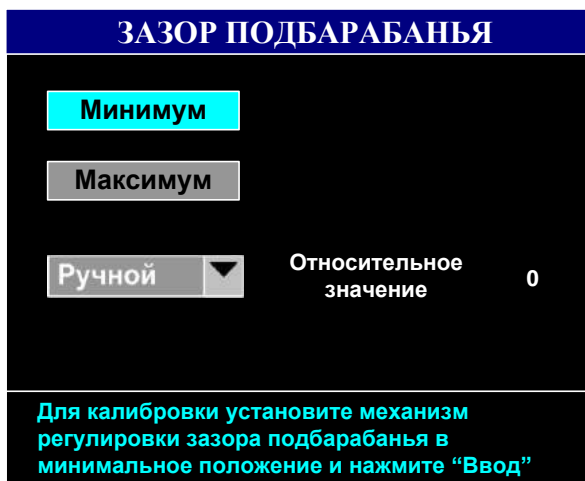 ЗАЗОР ПОДБАРАБАНЬЯ
Минимум
Максимум
Ручной
Относительное
значение
0
Для калибровки установите механизм
регулировки зазора подбарабанья в
минимальное положение и нажмите “Ввод”